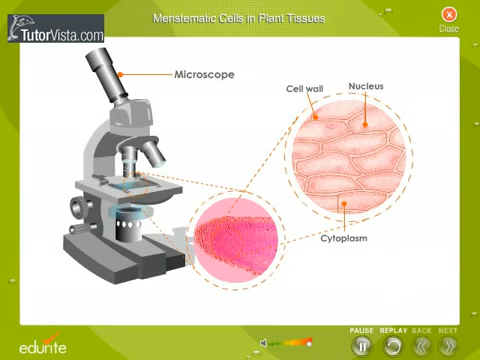 Meristematic Cells in Plant Tissues
X
Close
TutorVista.com
Microscope
Cell wall
Nucleus
Cytoplasm
PAUSE REPLAY BACK NEXT
edurite